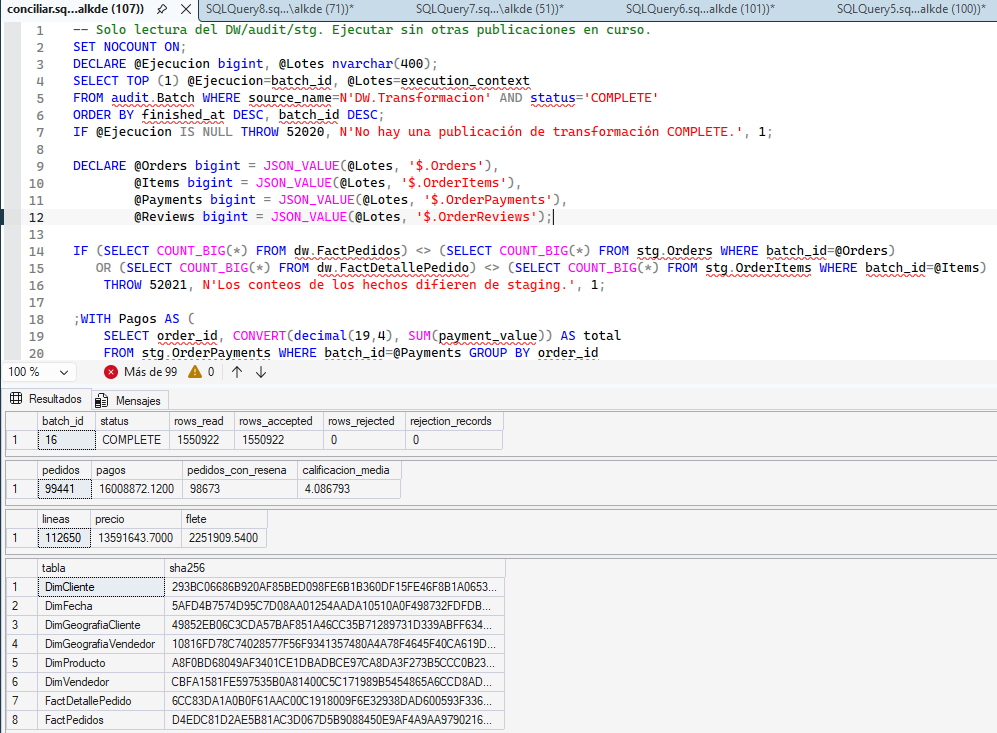 conciliar.sq...alkde (107))
SQLQuery8.sq...\alkde (71))*
SQLQuery7.sq...\alkde (51))*
SQLQuery6.sq...alkde (101))*
SQLQuery5.sq...alkde (100))*
1 -- Solo lectura del DW/audit/stg. Ejecutar sin otras publicaciones en curso.
2 SET NOCOUNT ON;
3 DECLARE @Ejecucion bigint, @Lotes nvarchar(400);
4 SELECT TOP (1) @Ejecucion=batch_id, @Lotes=execution_context
5 FROM audit.Batch WHERE source_name=N'DW.Transformacion' AND status='COMPLETE'
6 ORDER BY finished_at DESC, batch_id DESC;
7 IF @Ejecucion IS NULL THROW 52020, N'No hay una publicación de transformación COMPLETE.', 1;
8
9 DECLARE @Orders bigint = JSON_VALUE(@Lotes, '$.Orders'),
10 @Items bigint = JSON_VALUE(@Lotes, '$.OrderItems'),
11 @Payments bigint = JSON_VALUE(@Lotes, '$.OrderPayments'),
12 @Reviews bigint = JSON_VALUE(@Lotes, '$.OrderReviews');
13
14 IF (SELECT COUNT_BIG(*) FROM dw.FactPedidos) <> (SELECT COUNT_BIG(*) FROM stg.Orders WHERE batch_id=@Orders)
15 OR (SELECT COUNT_BIG(*) FROM dw.FactDetallePedido) <> (SELECT COUNT_BIG(*) FROM stg.OrderItems WHERE batch_id=@Items)
16 THROW 52021, N'Los conteos de los hechos difieren de staging.', 1;
17
18 ;WITH Pagos AS (
19 SELECT order_id, CONVERT(decimal(19,4), SUM(payment_value)) AS total
20 FROM stg.OrderPayments WHERE batch_id=@Payments GROUP BY order_id
100 % Más de 99 0
Resultados Mensajes
batch_id status rows_read rows_accepted rows_rejected rejection_records
1 16 COMPLETE 1550922 1550922 0 0
pedidos pagos pedidos_con_resena calificacion_media
1 99441 16008872.1200 98673 4.086793
lineas precio flete
1 112650 13591643.7000 2251909.5400
tabla sha256
1 DimCliente 293BC06686B920AF85BED098FE6B1B360DF15FE46F8B1A0653...
2 DimFecha 5AFD4B7574D95C7D08AA01254AADA10510A0F498732FDFDB...
3 DimGeografiaCliente 49852EB06C3CDA57BAF851A46CC35B71289731D339ABFF634...
4 DimGeografiaVendedor 10816FD78C74028577F56F9341357480A4A78F4645F40CA619D...
5 DimProducto A8F0BD68049AF3401CE1DBADBCE97CA8DA3F273B5CCC0B23...
6 DimVendedor CBFA1581FE597535B0A81400C5C171989B5454865A6CCD8AD...
7 FactDetallePedido 6CC83DA1A0B0F61AAC00C1918009F6E32938DAD600593F336...
8 FactPedidos D4EDC81D2AE5B81AC3D067D5B9088450E9AF4A9AA9790216...